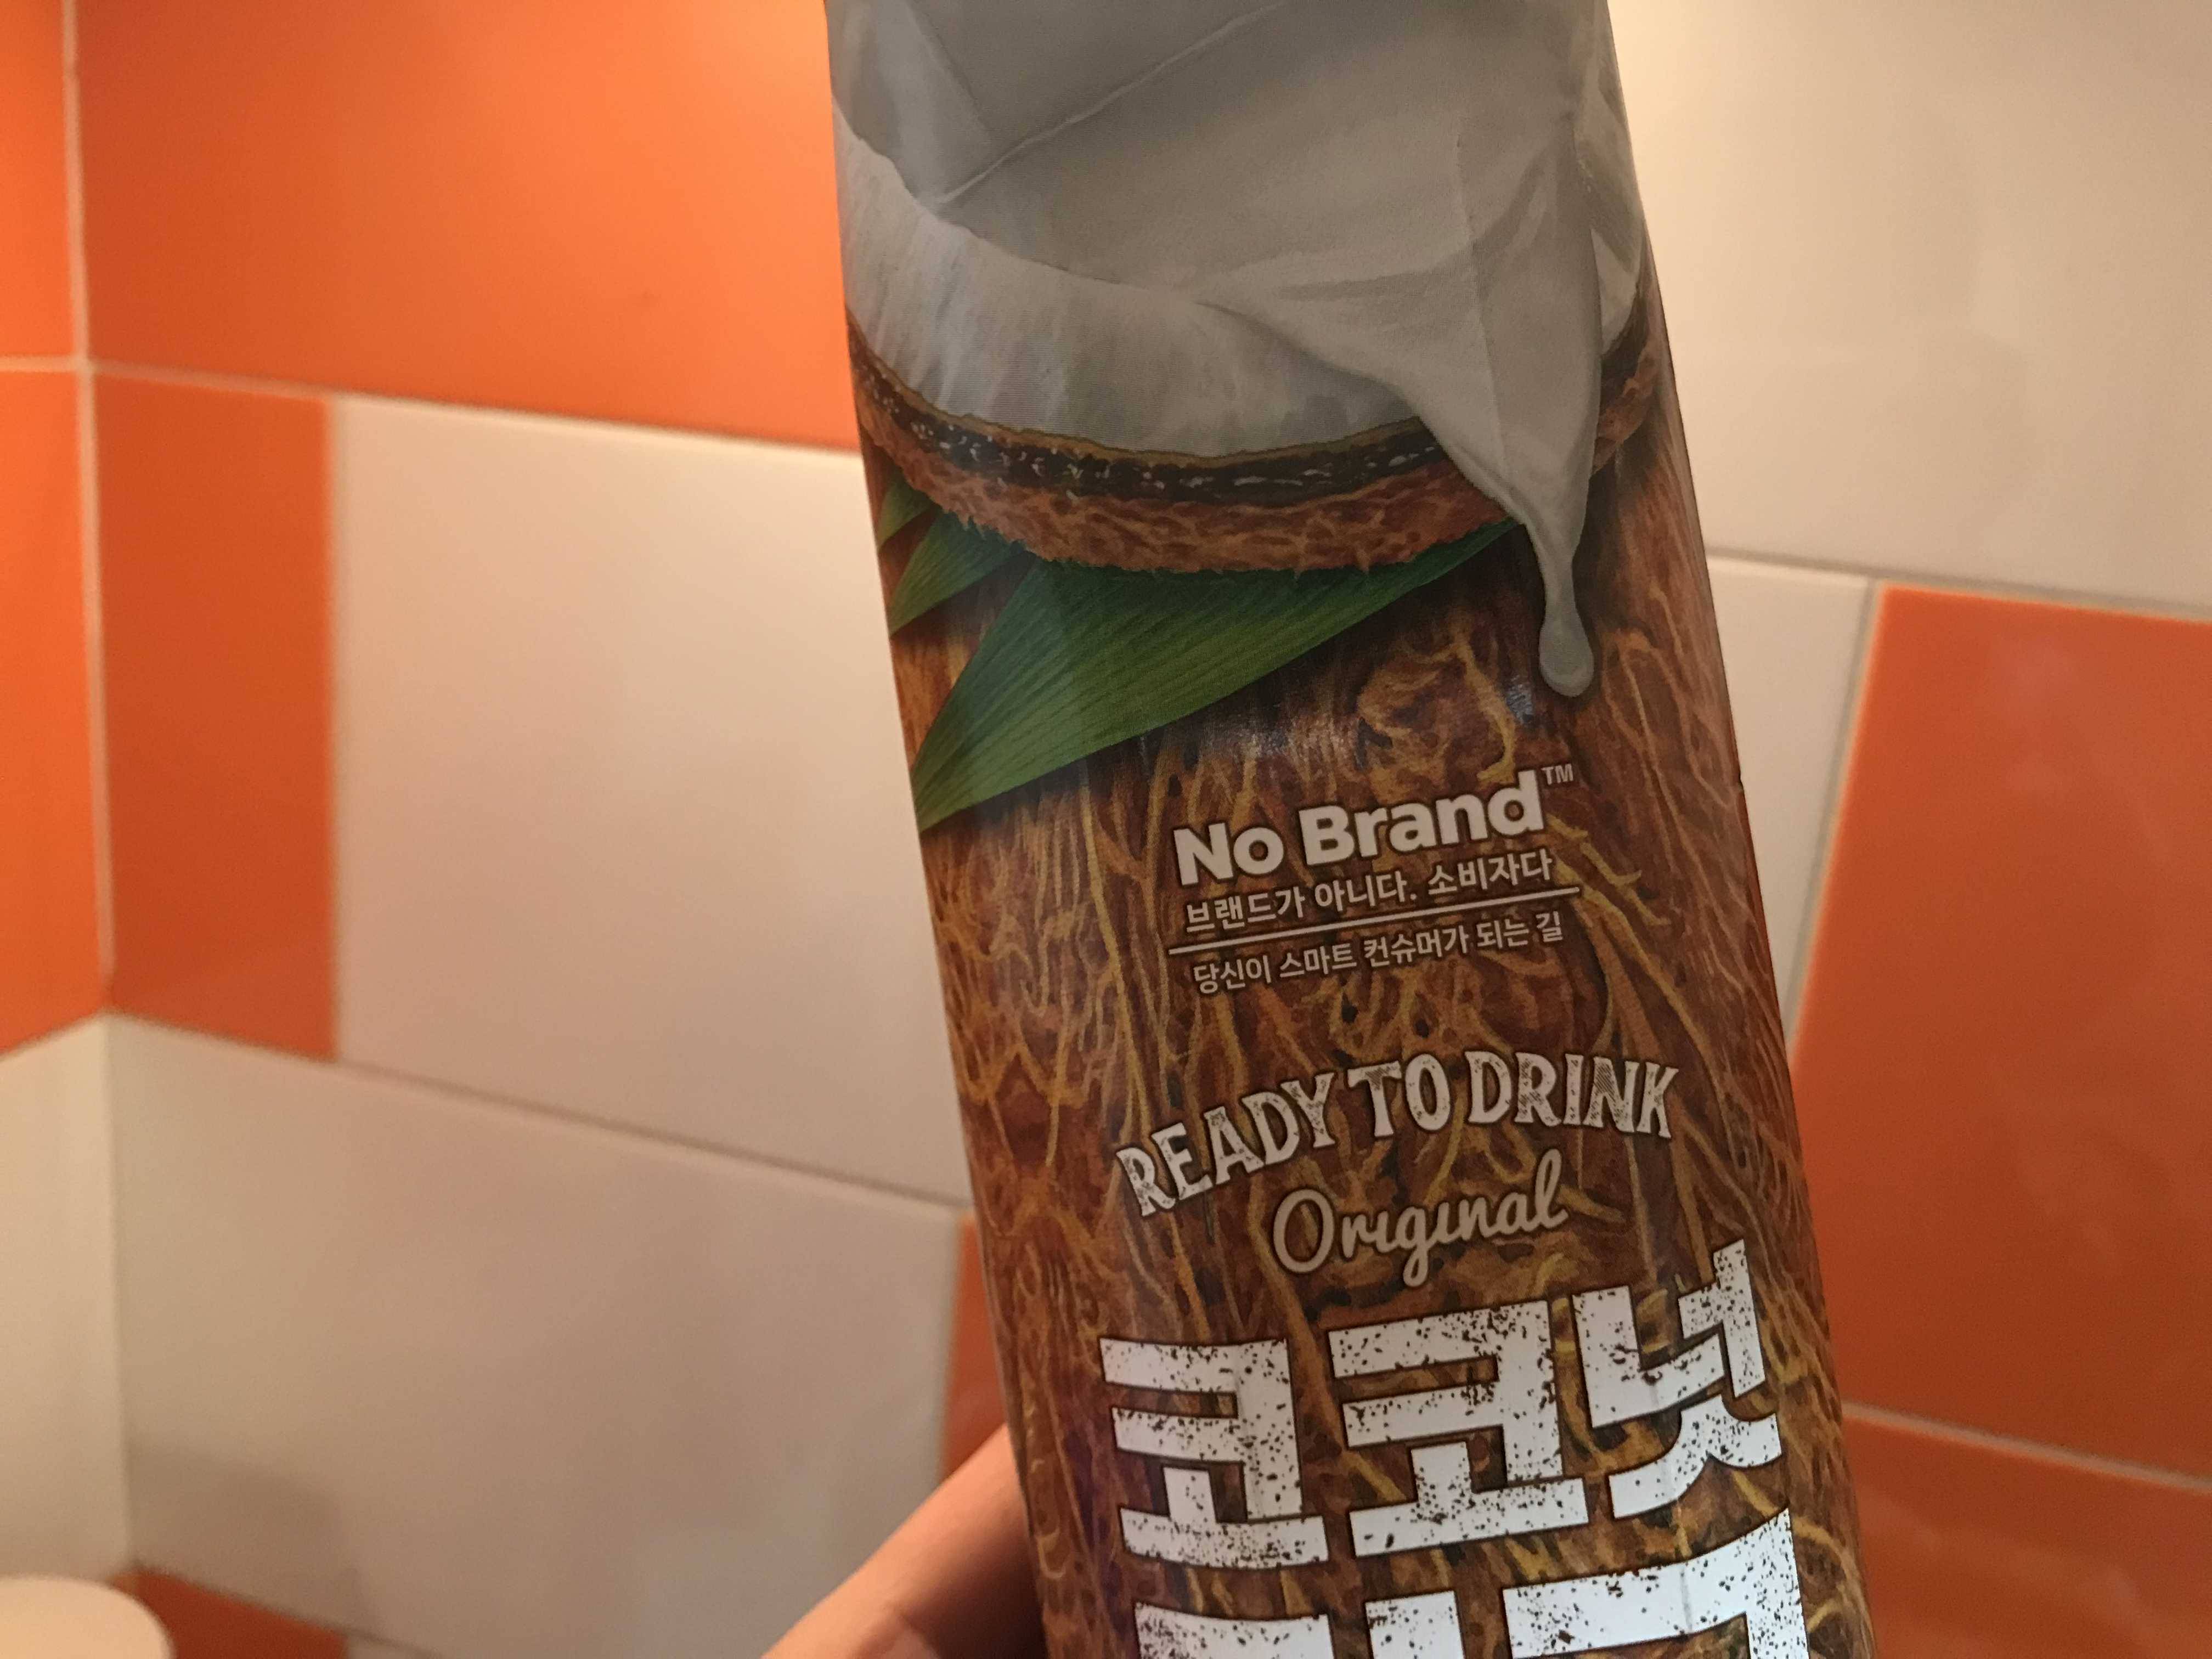 No Brand™
브랜드가 아니다. 소비자다
당신이 스마트 컨슈머가 되는 길
READY TO DRINK
Original
코코넛